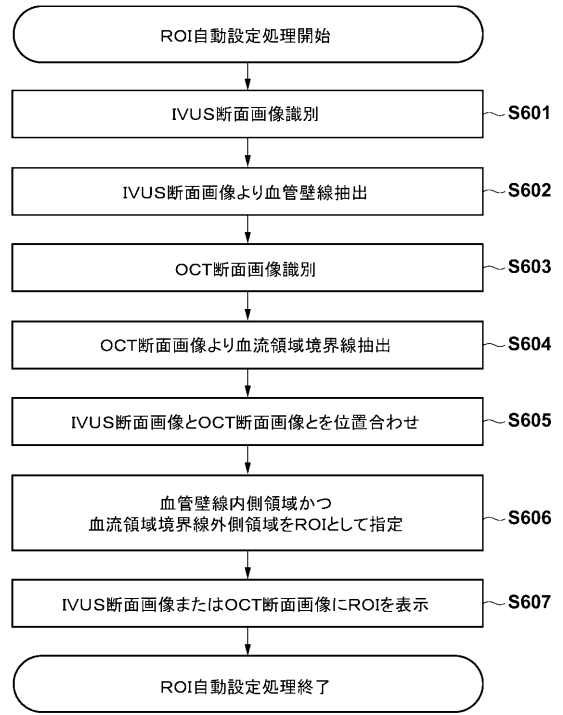 ROI自動設定処理開始
IVUS断面画像識別
S601
IVUS断面画像より血管壁線抽出
S602
OCT断面画像識別
S603
OCT断面画像より血流領域境界線抽出
S604
IVUS断面画像とOCT断面画像とを位置合わせ
S605
血管壁線内側領域かつ
血流領域境界線外側領域をROIとして指定
S606
IVUS断面画像またはOCT断面画像にROIを表示
S607
ROI自動設定処理終了